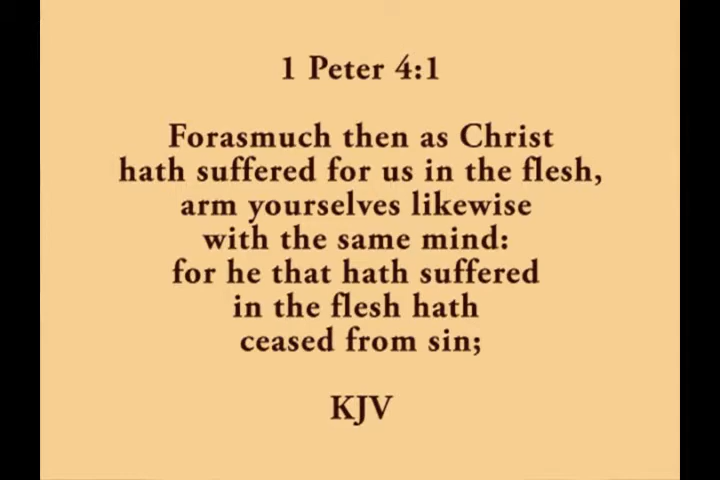 1 Peter 4:1
Forasmuch then as Christ
hath suffered for us in the flesh,
arm yourselves likewise
with the same mind:
for he that hath suffered
in the flesh hath
ceased from sin;
KJV